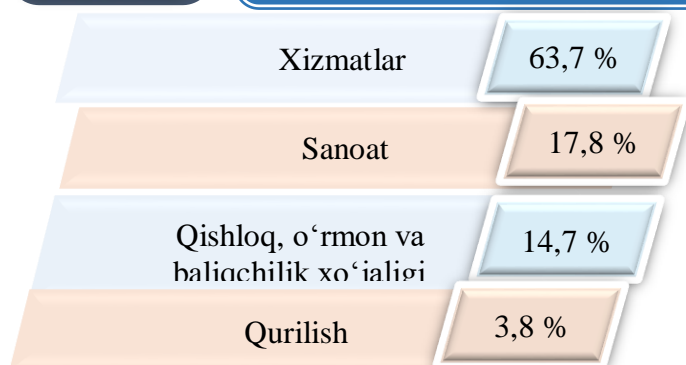 Xizmatlar 63,7 %
Sanoat 17,8 %
Qishloq, o‘rmon va
baliqchilik xo‘jaligi 14,7 %
Qurilish 3,8 %